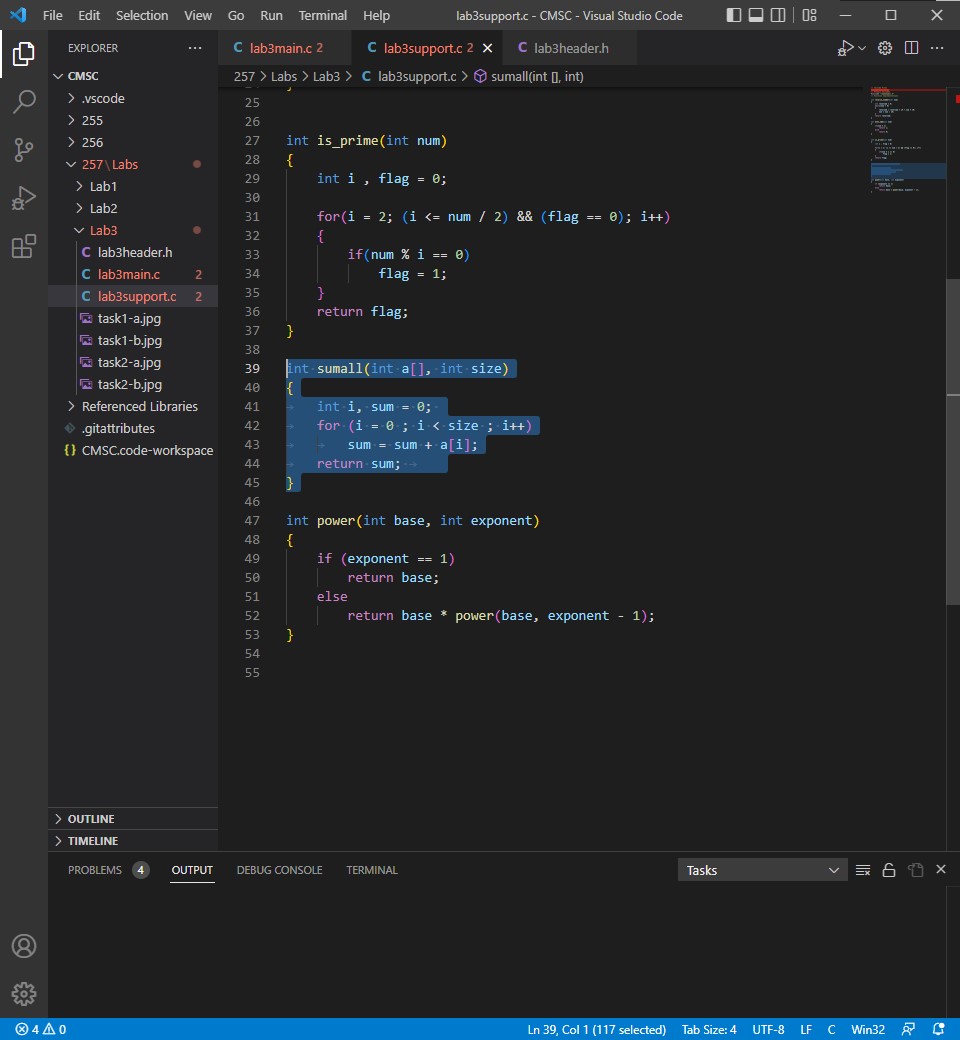 File Edit Selection View Go Run Terminal Help lab3support.c - CMSC - Visual Studio Code
EXPLORER
CMSC
.vscode
255
256
257\Labs
Lab1
Lab2
Lab3
lab3header.h
lab3main.c 2
lab3support.c 2
task1-a.jpg
task1-b.jpg
task2-a.jpg
task2-b.jpg
Referenced Libraries
.gitattributes
{} CMSC.code-workspace
OUTLINE
TIMELINE
C lab3main.c 2 C lab3support.c 2 C lab3header.h
257 > Labs > Lab3 > C lab3support.c > sumall(int [], int)
25
26
27 int is_prime(int num)
28 {
29 int i , flag = 0;
30
31 for(i = 2; (i <= num / 2) && (flag == 0); i++)
32 {
33 if(num % i == 0)
34 flag = 1;
35 }
36 return flag;
37 }
38
39 int sumall(int a[], int size)
40 {
41 int i, sum = 0;
42 for (i = 0 ; i < size ; i++)
43 sum = sum + a[i];
44 return sum;
45 }
46
47 int power(int base, int exponent)
48 {
49 if (exponent == 1)
50 return base;
51 else
52 return base * power(base, exponent - 1);
53 }
54
55
PROBLEMS 4 OUTPUT DEBUG CONSOLE TERMINAL Tasks
4 0 Ln 39, Col 1 (117 selected) Tab Size: 4 UTF-8 LF C Win32